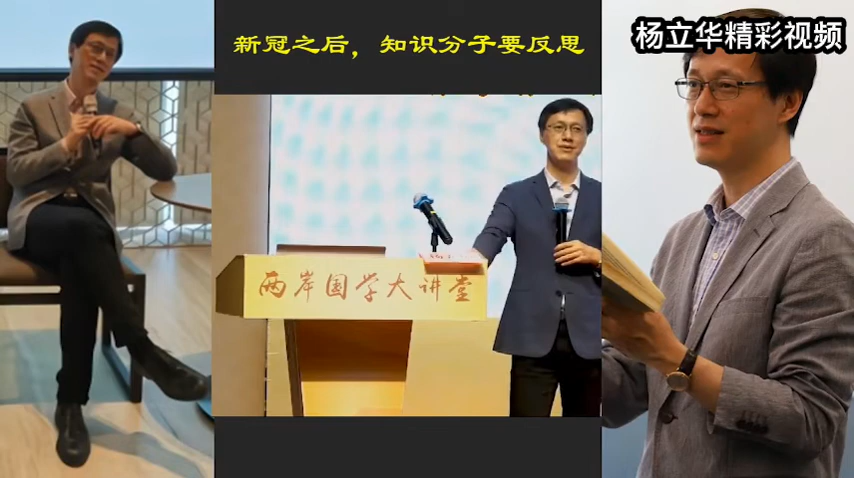 新冠之后，知识分子要反思
杨立华精彩视频
两岸国学大讲堂